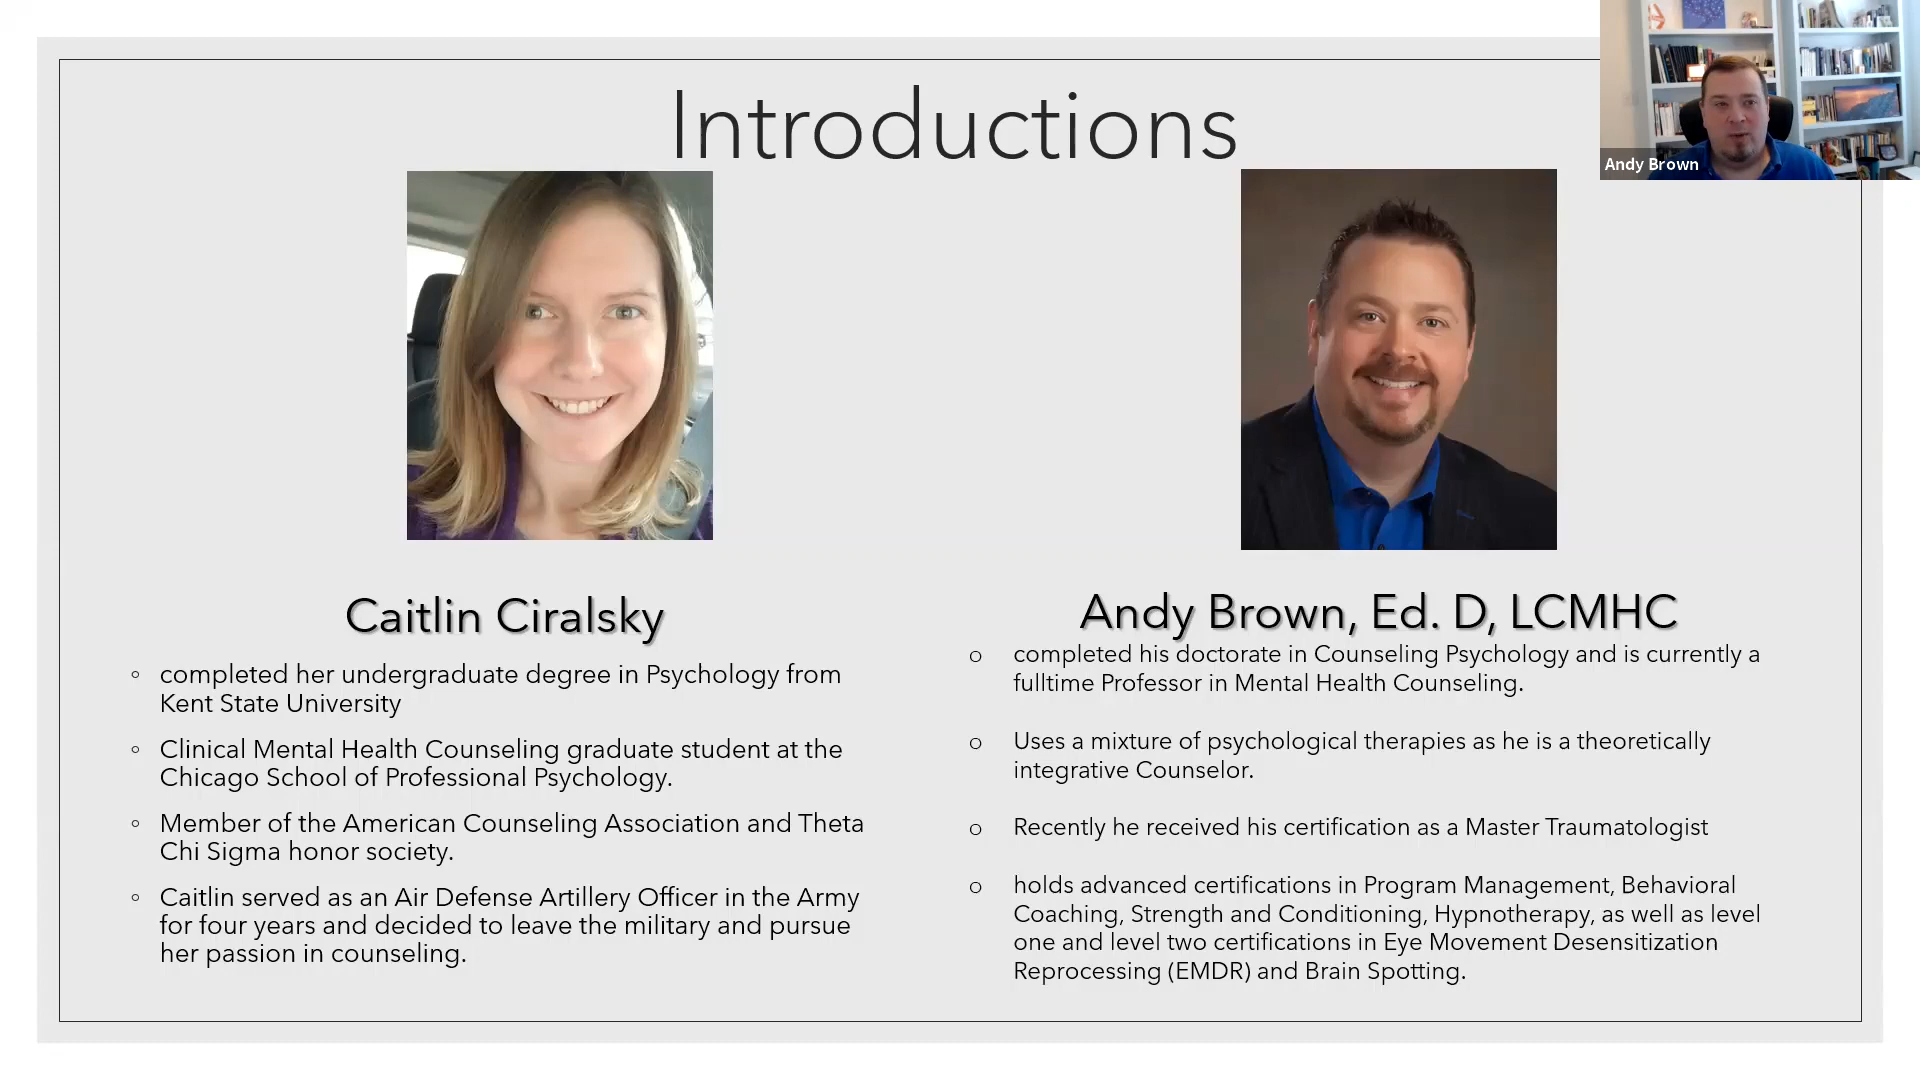 Introductions
Andy Brown
Caitlin Ciralsky
◦ completed her undergraduate degree in Psychology from
Kent State University
◦ Clinical Mental Health Counseling graduate student at the
Chicago School of Professional Psychology.
◦ Member of the American Counseling Association and Theta
Chi Sigma honor society.
◦ Caitlin served as an Air Defense Artillery Officer in the Army
for four years and decided to leave the military and pursue
her passion in counseling.
Andy Brown, Ed. D, LCMHC
o completed his doctorate in Counseling Psychology and is currently a
fulltime Professor in Mental Health Counseling.
o Uses a mixture of psychological therapies as he is a theoretically
integrative Counselor.
o Recently he received his certification as a Master Traumatologist
o holds advanced certifications in Program Management, Behavioral
Coaching, Strength and Conditioning, Hypnotherapy, as well as level
one and level two certifications in Eye Movement Desensitization
Reprocessing (EMDR) and Brain Spotting.